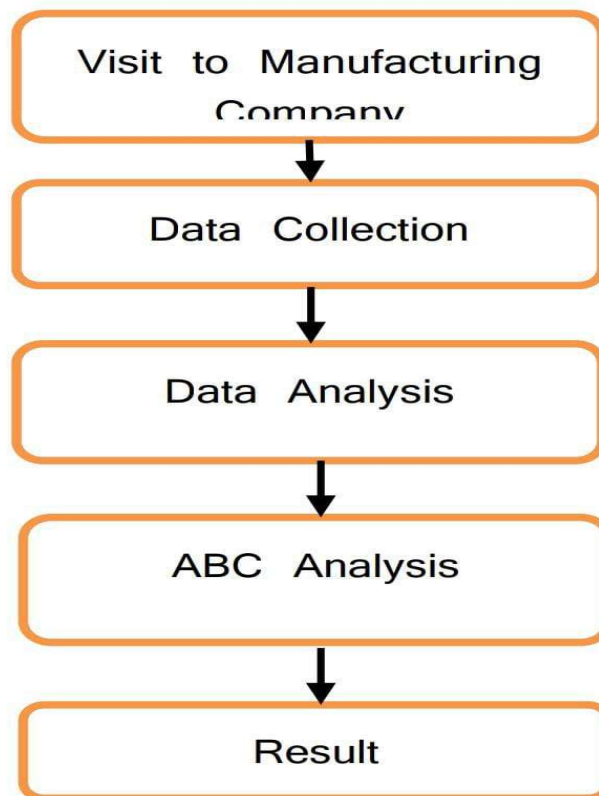 Visit to Manufacturing
Company
Data Collection
Data Analysis
ABC Analysis
Result